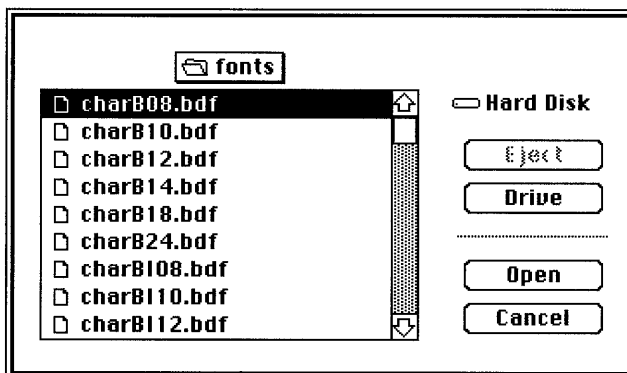 fonts
charB08.bdf
charB10.bdf
charB12.bdf
charB14.bdf
charB18.bdf
charB24.bdf
charBI08.bdf
charBI10.bdf
charBI12.bdf
Hard Disk
Eject
Drive
Open
Cancel